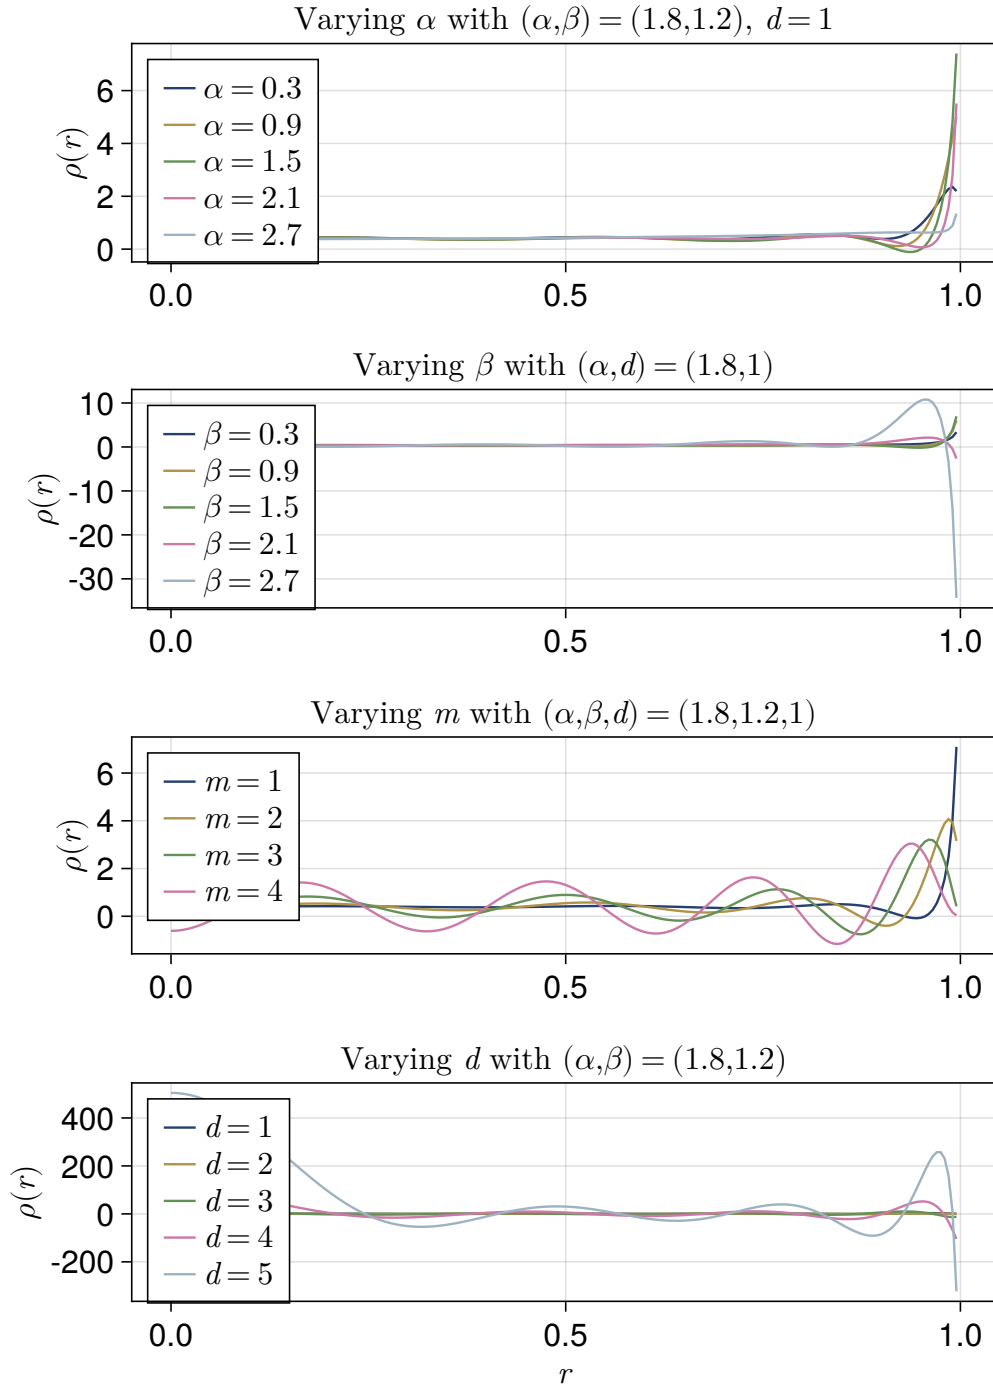 Varying α with (α,β) = (1.8,1.2), d = 1
ρ(r)
6
4
2
0
α = 0.3
α = 0.9
α = 1.5
α = 2.1
α = 2.7
0.0 0.5 1.0
Varying β with (α,d) = (1.8,1)
ρ(r)
10
0
-10
-20
-30
β = 0.3
β = 0.9
β = 1.5
β = 2.1
β = 2.7
0.0 0.5 1.0
Varying m with (α,β,d) = (1.8,1.2,1)
ρ(r)
6
4
2
0
m = 1
m = 2
m = 3
m = 4
0.0 0.5 1.0
Varying d with (α,β) = (1.8,1.2)
ρ(r)
400
200
0
-200
d = 1
d = 2
d = 3
d = 4
d = 5
0.0 0.5 1.0
r